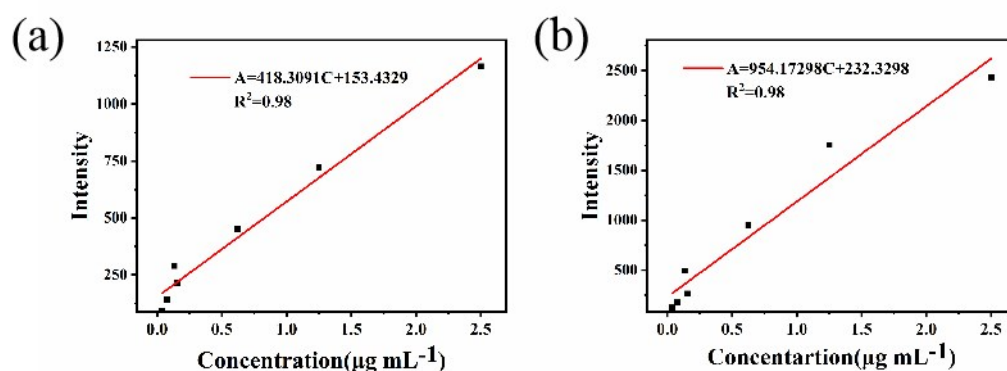 (a)
A=418.3091C+153.4329
R²=0.98
1250
1000
750
500
250
0.0 0.5 1.0 1.5 2.0 2.5
Intensity
Concentration(μg mL⁻¹)
(b)
A=954.17298C+232.3298
R²=0.98
2500
2000
1500
1000
500
0.0 0.5 1.0 1.5 2.0 2.5
Intensity
Concentartion(μg mL⁻¹)